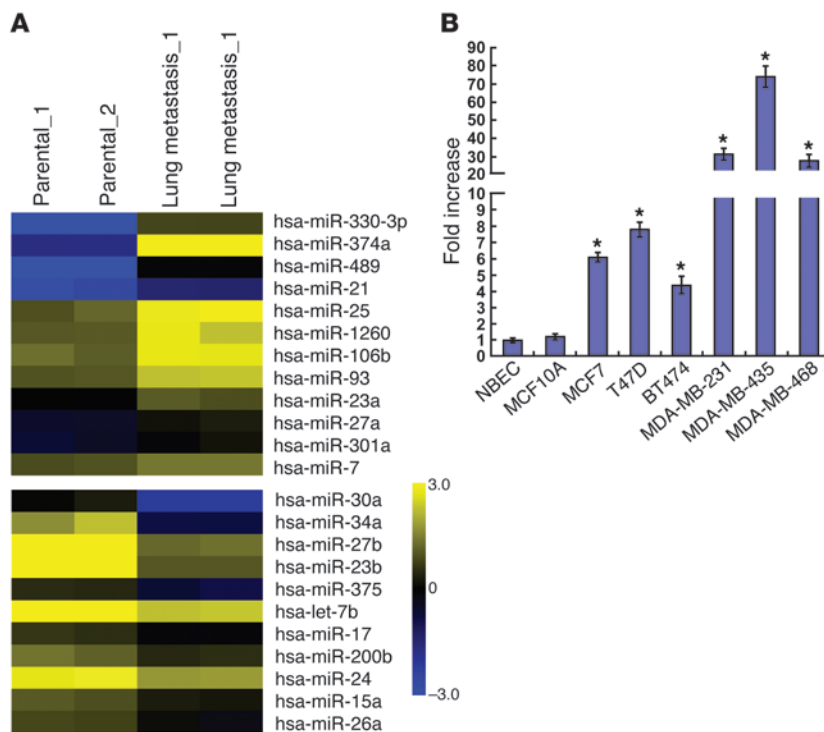 A
Parental_1
Parental_2
Lung metastasis_1
Lung metastasis_1
hsa-miR-330-3p
hsa-miR-374a
hsa-miR-489
hsa-miR-21
hsa-miR-25
hsa-miR-1260
hsa-miR-106b
hsa-miR-93
hsa-miR-23a
hsa-miR-27a
hsa-miR-301a
hsa-miR-7
hsa-miR-30a
hsa-miR-34a
hsa-miR-27b
hsa-miR-23b
hsa-miR-375
hsa-let-7b
hsa-miR-17
hsa-miR-200b
hsa-miR-24
hsa-miR-15a
hsa-miR-26a
3.0
0
–3.0
B
Fold increase
90
80
70
60
50
40
30
20
10
8
6
4
2
1
0
*
*
*
*
*
*
NBEC
MCF10A
MCF7
T47D
BT474
MDA-MB-231
MDA-MB-435
MDA-MB-468